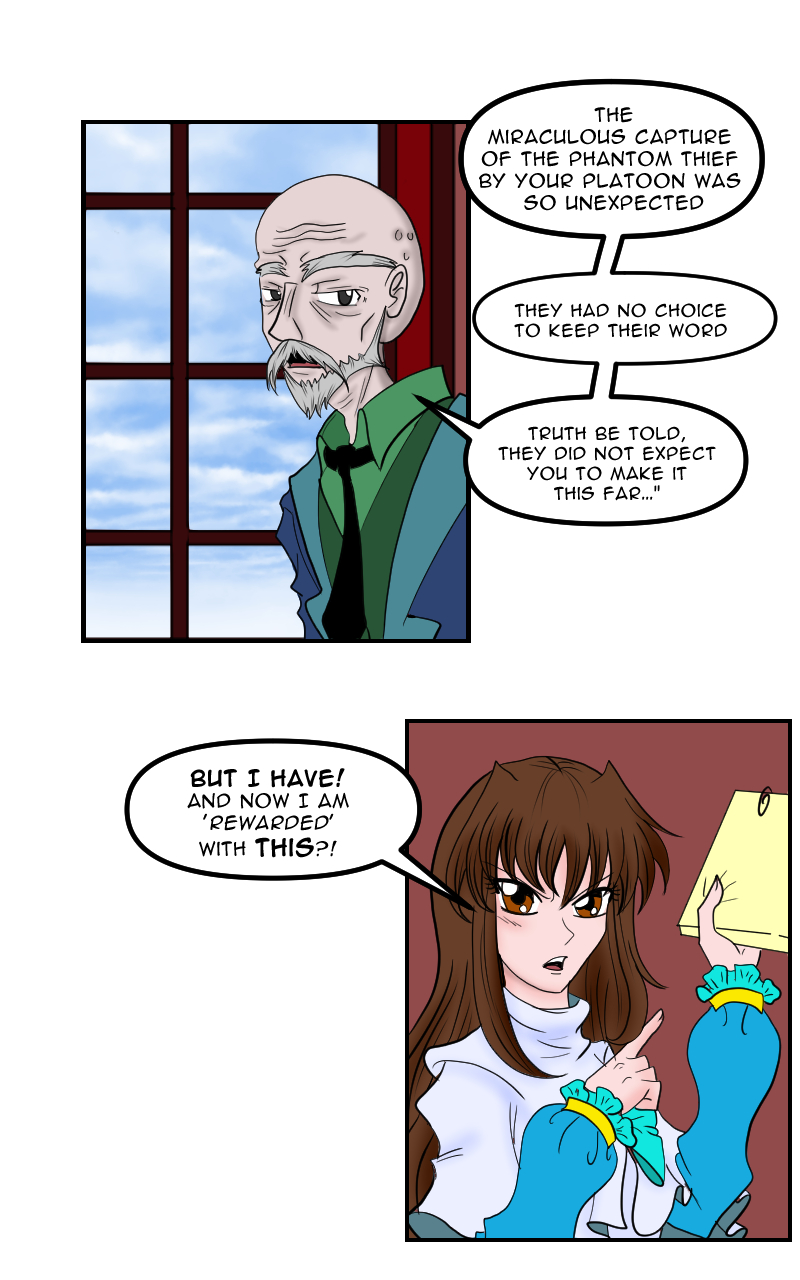 THE
MIRACULOUS CAPTURE
OF THE PHANTOM THIEF
BY YOUR PLATOON WAS
SO UNEXPECTED
THEY HAD NO CHOICE
TO KEEP THEIR WORD
TRUTH BE TOLD,
THEY DID NOT EXPECT
YOU TO MAKE IT
THIS FAR..."
BUT I HAVE!
AND NOW I AM
'REWARDED'
WITH THIS?!